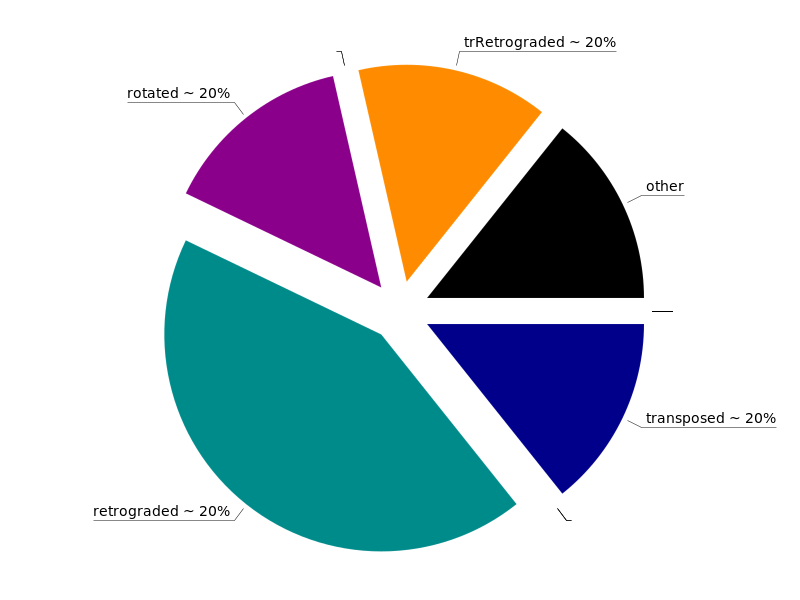 trRetrograded ~ 20%
rotated ~ 20%
other
transposed ~ 20%
retrograded ~ 20%